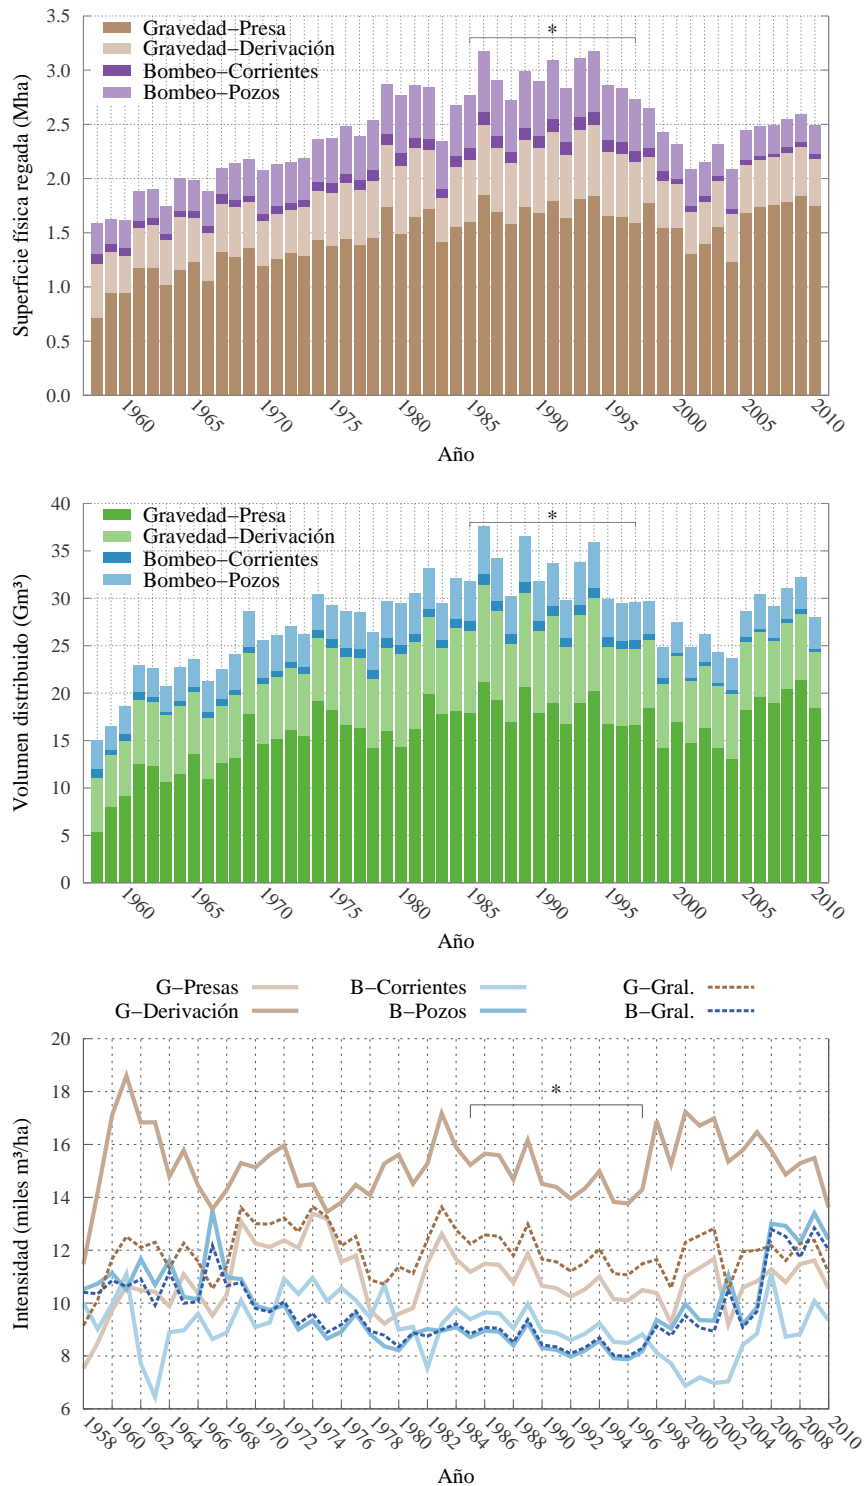 3.5
3.0
2.5
2.0
1.5
1.0
0.5
0.0
Superficie física regada (Mha)
Gravedad–Presa
Gravedad–Derivación
Bombeo–Corrientes
Bombeo–Pozos
*
1960 1965 1970 1975 1980 1985 1990 1995 2000 2005 2010
Año
40
35
30
25
20
15
10
5
0
Volumen distribuido (Gm³)
Gravedad–Presa
Gravedad–Derivación
Bombeo–Corrientes
Bombeo–Pozos
*
1960 1965 1970 1975 1980 1985 1990 1995 2000 2005 2010
Año
G–Presas B–Corrientes G–Gral.
G–Derivación B–Pozos B–Gral.
20
18
16
14
12
10
8
6
Intensidad (miles m³/ha)
*
1958 1960 1962 1964 1966 1968 1970 1972 1974 1976 1978 1980 1982 1984 1986 1988 1990 1992 1994 1996 1998 2000 2002 2004 2006 2008 2010
Año